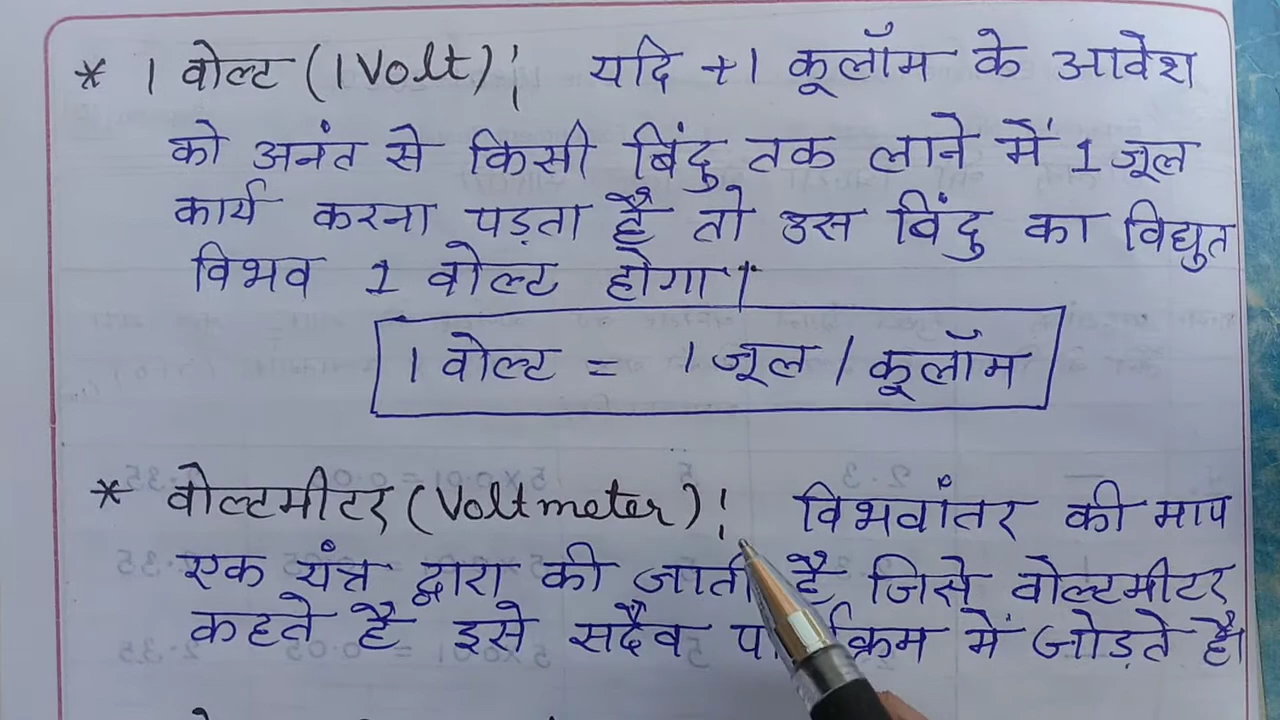 * 1 वोल्ट (1 Volt) : यदि +1 कूलॉम के आवेश
को अनंत से किसी बिंदु तक लाने में 1 जूल
कार्य करना पड़ता है तो उस बिंदु का विद्युत
विभव 1 वोल्ट होगा।
1 वोल्ट = 1 जूल / कूलॉम
* वोल्टमीटर (Voltmeter) : विभवांतर की माप
एक यंत्र द्वारा की जाती है जिसे वोल्टमीटर
कहते है इसे सदैव में जोड़ते है।